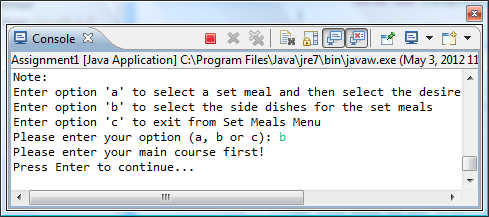 Console
Assignment1 [Java Application] C:\Program Files\Java\jre7\bin\javaw.exe (May 3, 2012 11
Note:
Enter option 'a' to select a set meal and then select the desire
Enter option 'b' to select the side dishes for the set meals
Enter option 'c' to exit from Set Meals Menu
Please enter your option (a, b or c): b
Please enter your main course first!
Press Enter to continue...